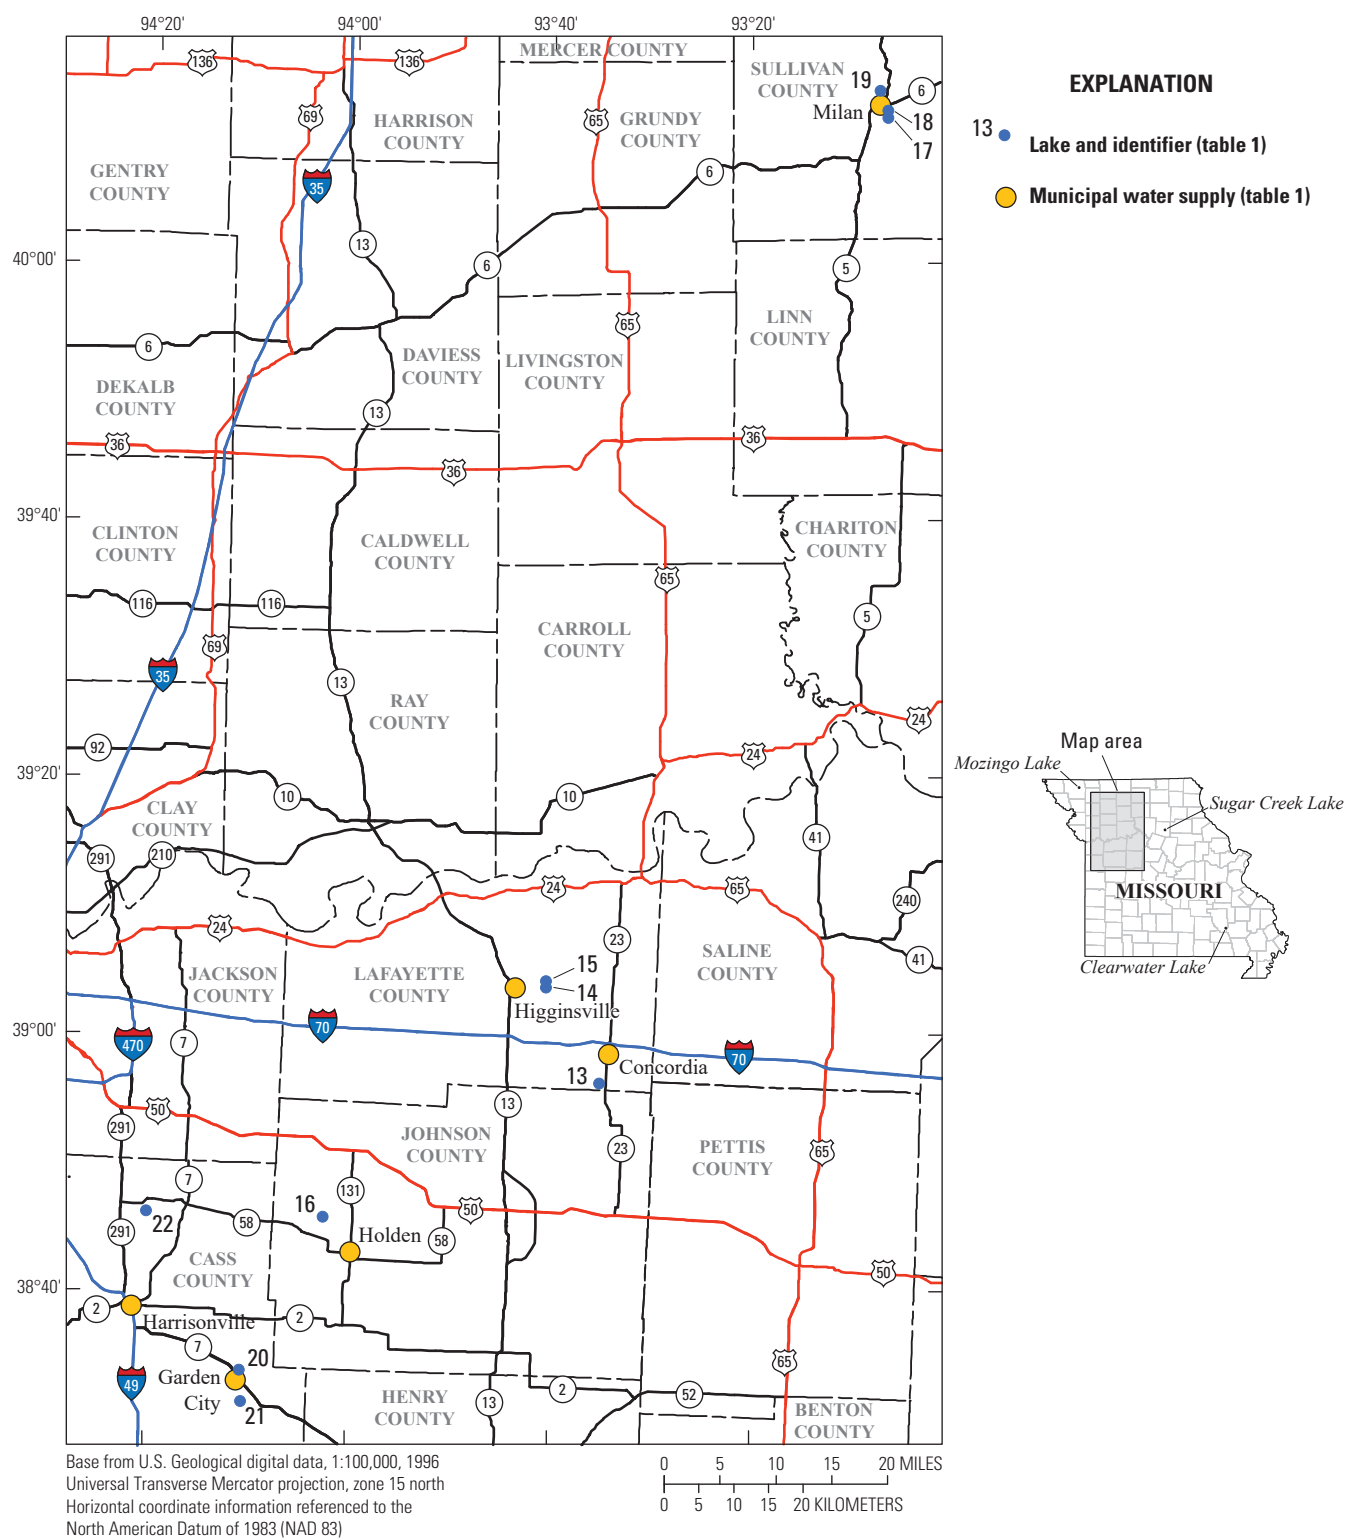 94°20'
94°00'
93°40'
93°20'
136
136
MERCER COUNTY
SULLIVAN
COUNTY
19
6
Milan
18
17
69
65
HARRISON
COUNTY
GRUNDY
COUNTY
GENTRY
COUNTY
35
6
13
6
5
40°00'
65
LINN
COUNTY
6
DAVIESS
COUNTY
LIVINGSTON
COUNTY
DEKALB
COUNTY
13
36
36
36
39°40'
CLINTON
COUNTY
CALDWELL
COUNTY
CHARITON
COUNTY
65
116
116
5
69
CARROLL
COUNTY
35
13
RAY
COUNTY
24
92
24
39°20'
10
10
CLAY
COUNTY
41
291
210
24
65
240
24
23
41
JACKSON
COUNTY
LAFAYETTE
COUNTY
15
14
SALINE
COUNTY
Higginsville
39°00'
470
7
70
70
Concordia
13
13
50
291
JOHNSON
COUNTY
23
PETTIS
COUNTY
65
7
131
16
22
58
50
291
Holden
58
CASS
COUNTY
50
38°40'
2
Harrisonville
2
7
20
65
Garden
City
49
21
HENRY
COUNTY
13
2
52
BENTON
COUNTY
EXPLANATION
13
Lake and identifier (table 1)
Municipal water supply (table 1)
Map area
Mozingo Lake
Sugar Creek Lake
MISSOURI
Clearwater Lake
Base from U.S. Geological digital data, 1:100,000, 1996
Universal Transverse Mercator projection, zone 15 north
Horizontal coordinate information referenced to the
North American Datum of 1983 (NAD 83)
0 5 10 15 20 MILES
0 5 10 15 20 KILOMETERS